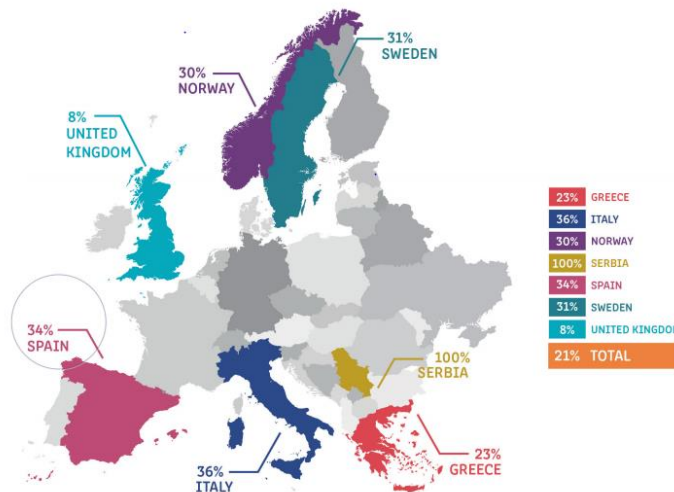 31%
SWEDEN
30%
NORWAY
8%
UNITED
KINGDOM
34%
SPAIN
100%
SERBIA
23%
GREECE
36%
ITALY
23% GREECE
36% ITALY
30% NORWAY
100% SERBIA
34% SPAIN
31% SWEDEN
8% UNITED KINGDOM
21% TOTAL